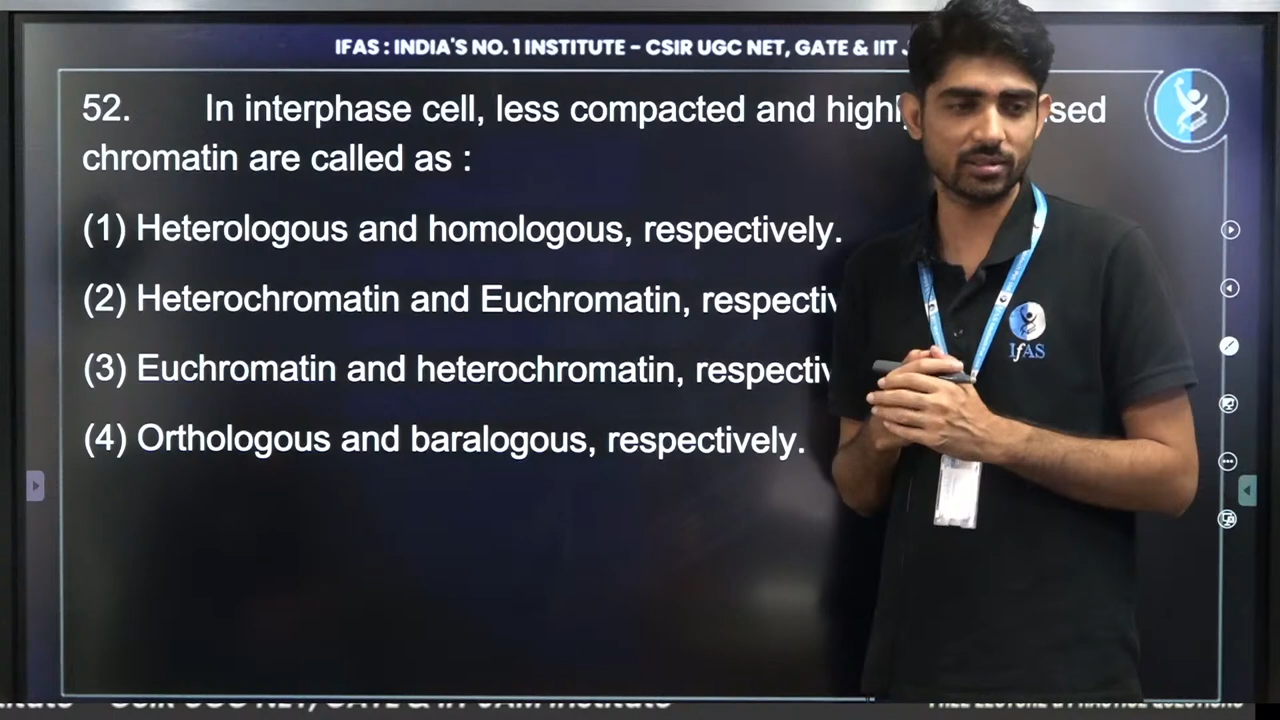 IFAS : INDIA'S NO. 1 INSTITUTE – CSIR UGC NET, GATE & IIT J
52. In interphase cell, less compacted and highl sed
chromatin are called as :
(1) Heterologous and homologous, respectively.
(2) Heterochromatin and Euchromatin, respectiv
(3) Euchromatin and heterochromatin, respectiv
(4) Orthologous and baralogous, respectively.
IfAS